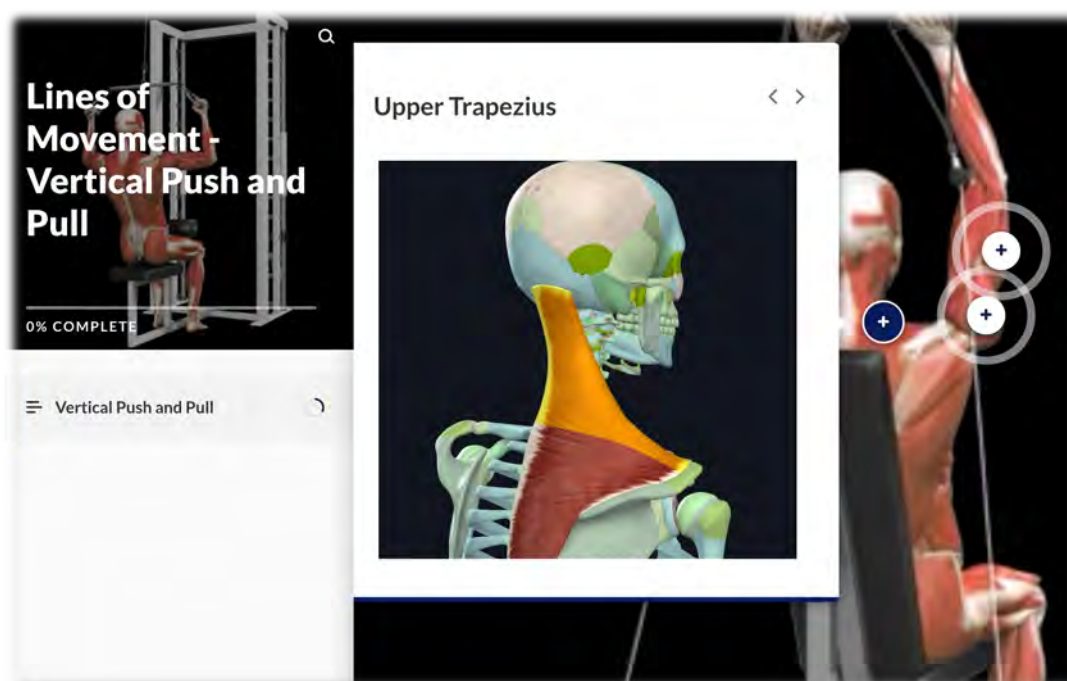 Lines of
Movement -
Vertical Push and
Pull
0% COMPLETE
Vertical Push and Pull
Upper Trapezius